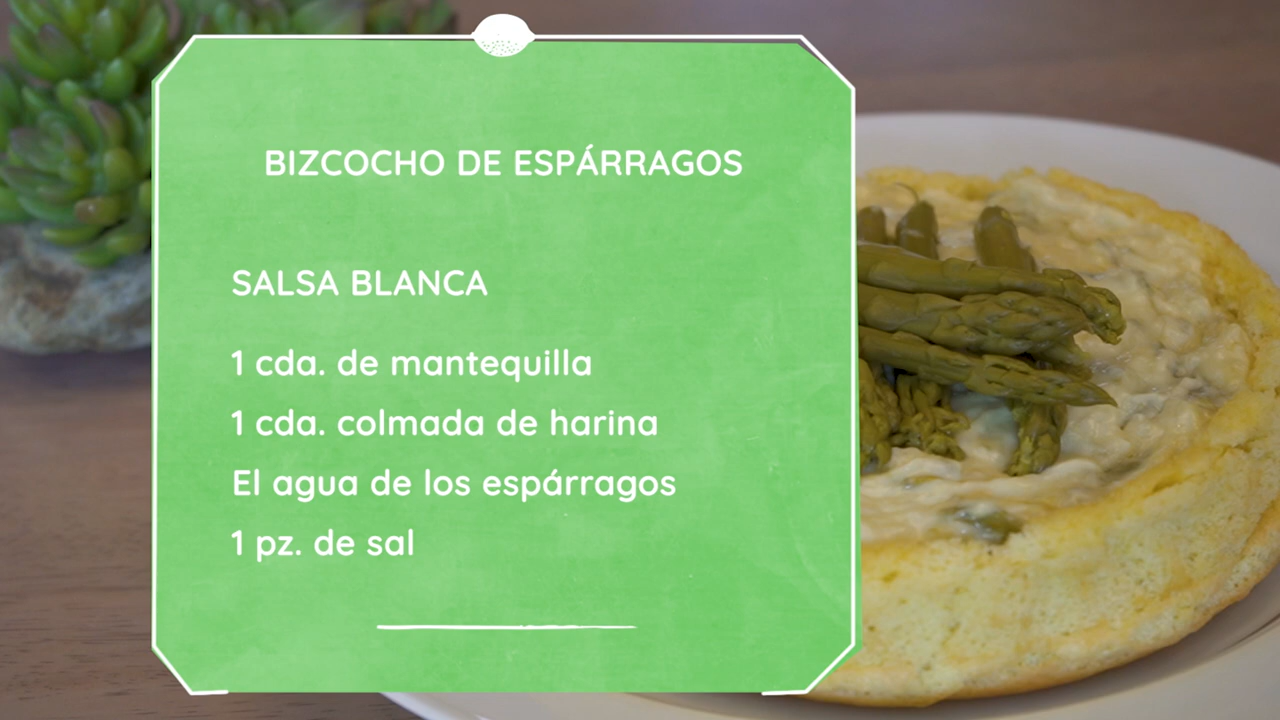 BIZCOCHO DE ESPÁRRAGOS
SALSA BLANCA
1 cda. de mantequilla
1 cda. colmada de harina
El agua de los espárragos
1 pz. de sal